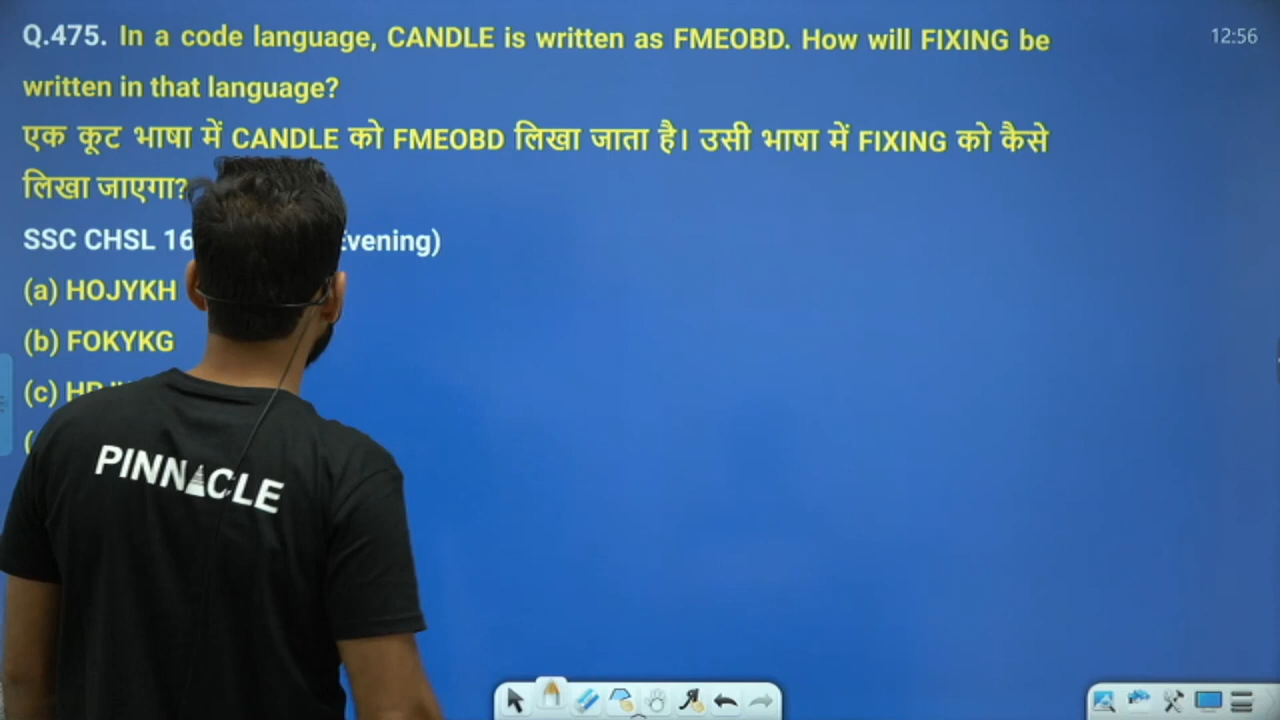 Q.475. In a code language, CANDLE is written as FMEOBD. How will FIXING be
12:56
written in that language?
एक कूट भाषा में CANDLE को FMEOBD लिखा जाता है। उसी भाषा में FIXING को कैसे
लिखा जाएगा?
SSC CHSL 16 Evening)
(a) HOJYKH
(b) FOKYKG
(c)
PINNACLE